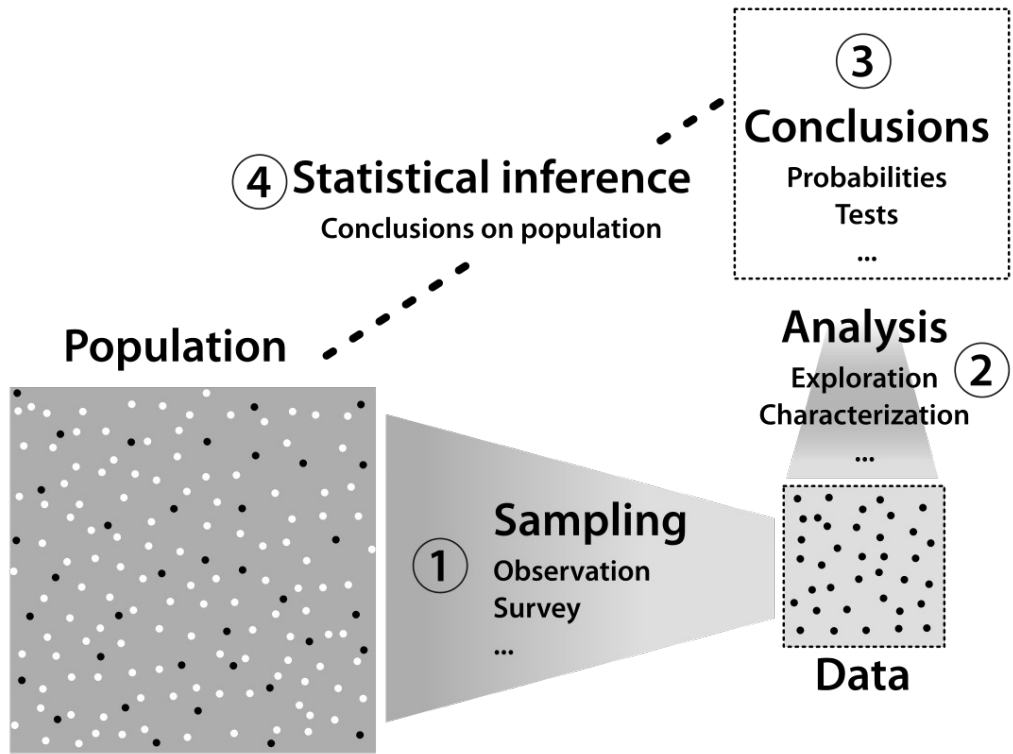 ③
Conclusions
Probabilities
Tests
...
④ Statistical inference
Conclusions on population
Population
Analysis
②
Exploration
Characterization
...
①
Sampling
Observation
Survey
...
Data